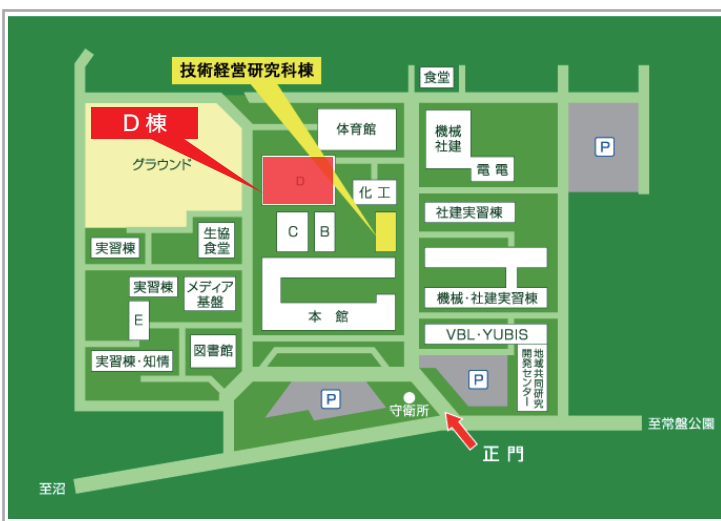 技術経営研究科棟
食堂
D棟
体育館
機械
社建
P
グラウンド
電電
D
化工
社建実習棟
C
B
生協
食堂
実習棟
実習棟
メディア
基盤
機械・社建実習棟
E
本館
VBL・YUBIS
図書館
実習棟・知情
地域共同研究
開発センター
P
P
守衛所
至常盤公園
正門
至沼